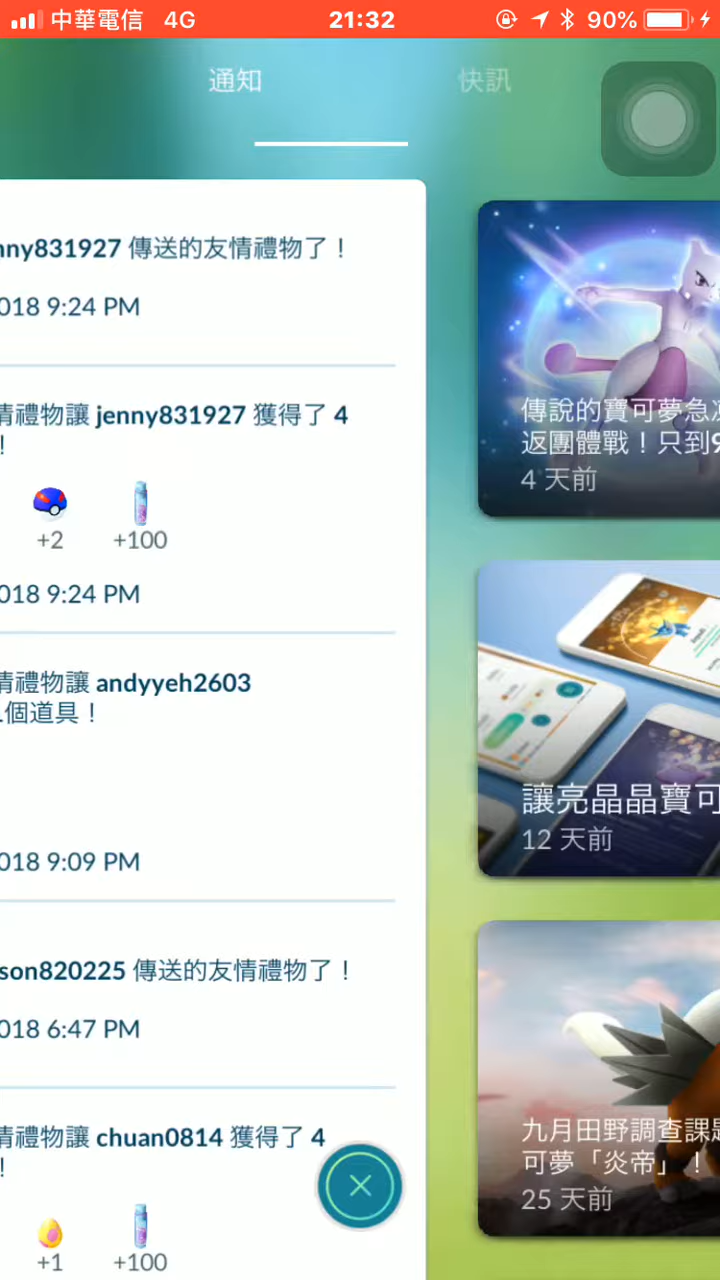 中華電信 4G 21:32 90%
通知 快訊
nny831927 傳送的友情禮物了！
018 9:24 PM
情禮物讓 jenny831927 獲得了 4
！
+2 +100
018 9:24 PM
情禮物讓 andyyeh2603
1個道具！
018 9:09 PM
son820225 傳送的友情禮物了！
018 6:47 PM
情禮物讓 chuan0814 獲得了 4
！
+1 +100
傳說的寶可夢急
返團體戰！只到9
4 天前
讓亮晶晶寶可
12 天前
九月田野調查課題
可夢「炎帝」！
25 天前